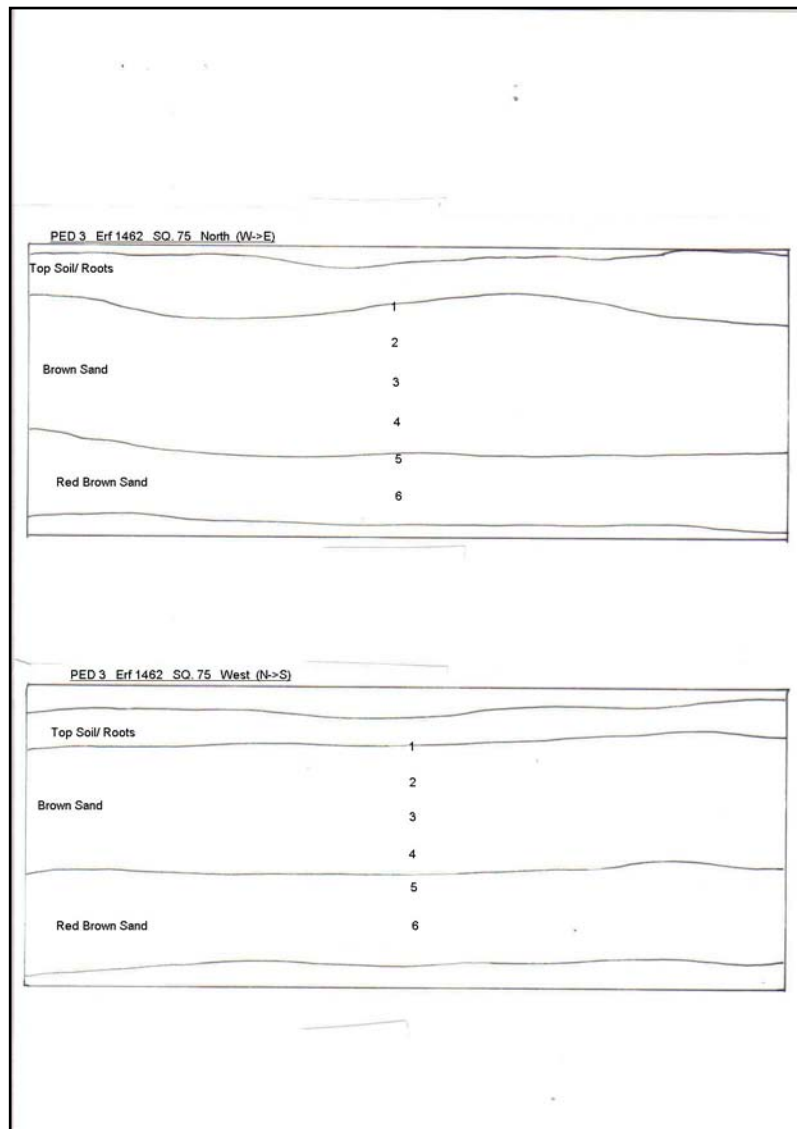 PED 3 Erf 1462 SQ. 75 North (W->E)
Top Soil/ Roots
1
2
Brown Sand
3
4
5
Red Brown Sand
6
PED 3 Erf 1462 SQ. 75 West (N->S)
Top Soil/ Roots
1
2
Brown Sand
3
4
5
Red Brown Sand
6